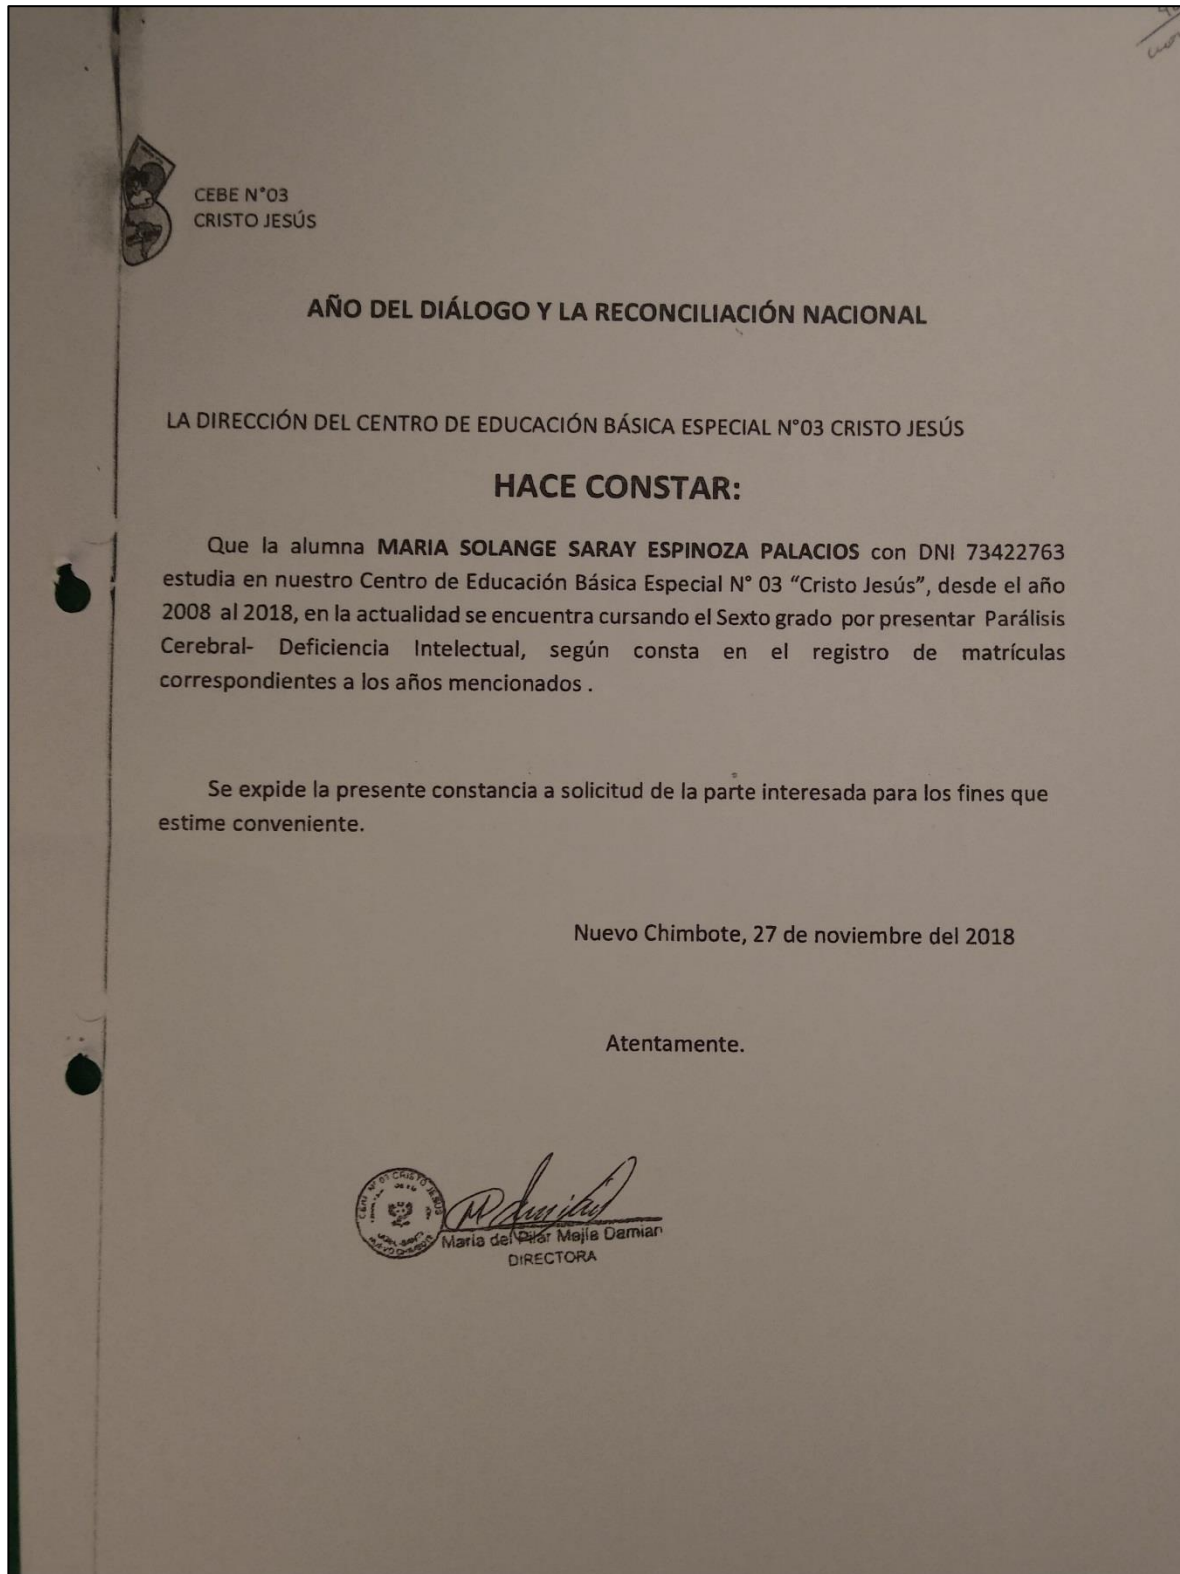 CEBE N°03
CRISTO JESÚS
AÑO DEL DIÁLOGO Y LA RECONCILIACIÓN NACIONAL
LA DIRECCIÓN DEL CENTRO DE EDUCACIÓN BÁSICA ESPECIAL N°03 CRISTO JESÚS
HACE CONSTAR:
Que la alumna MARIA SOLANGE SARAY ESPINOZA PALACIOS con DNI 73422763
estudia en nuestro Centro de Educación Básica Especial N° 03 “Cristo Jesús”, desde el año
2008 al 2018, en la actualidad se encuentra cursando el Sexto grado por presentar Parálisis
Cerebral- Deficiencia Intelectual, según consta en el registro de matrículas
correspondientes a los años mencionados .
Se expide la presente constancia a solicitud de la parte interesada para los fines que
estime conveniente.
Nuevo Chimbote, 27 de noviembre del 2018
Atentamente.
CRISTO JESUS
Maria del Pilar Mejía Damian
DIRECTORA